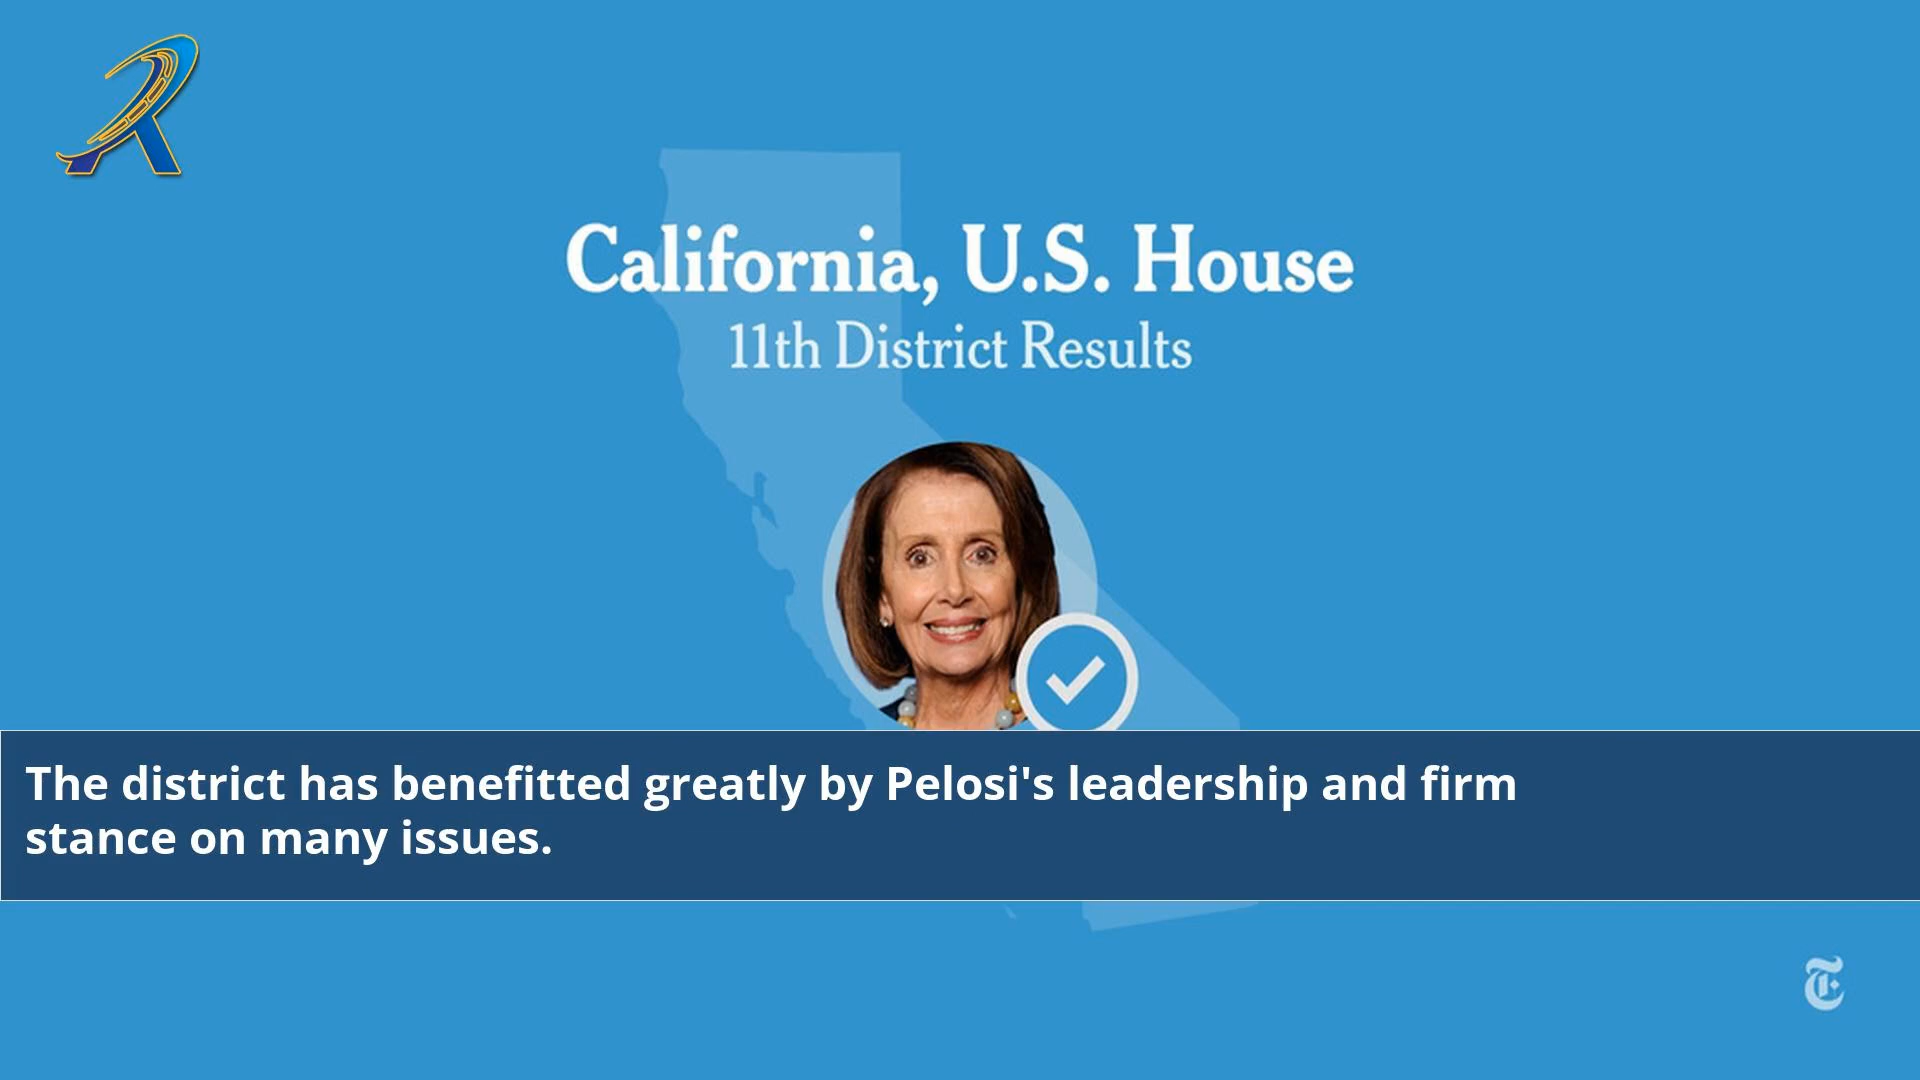 California, U.S. House
11th District Results
The district has benefitted greatly by Pelosi's leadership and firm
stance on many issues.
T